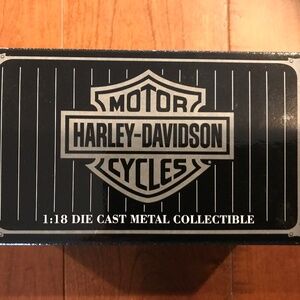 MOTOR
HARLEY-DAVIDSON
CYCLES
1:18 DIE CAST METAL COLLECTIBLE